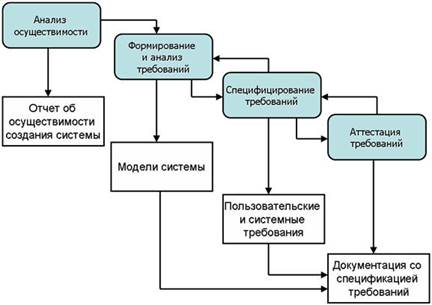 Анализ
осуществимости
Формирование
и анализ
требований
Специфицирование
требований
Аттестация
требований
Отчет об
осуществимости
создания системы
Модели системы
Пользовательские
и системные
требования
Документация со
спецификацией
требований